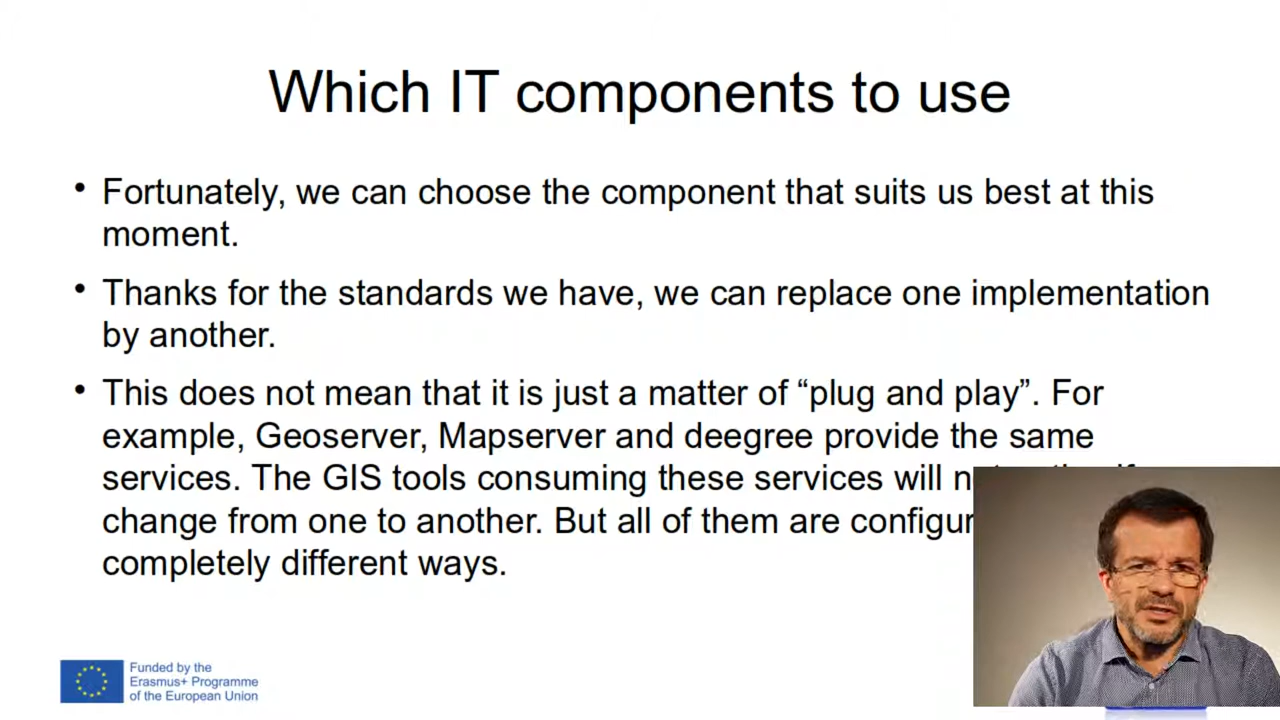 Which IT components to use
• Fortunately, we can choose the component that suits us best at this
moment.
• Thanks for the standards we have, we can replace one implementation
by another.
• This does not mean that it is just a matter of “plug and play”. For
example, Geoserver, Mapserver and deegree provide the same
services. The GIS tools consuming these services will
change from one to another. But all of them are
completely different ways.
Funded by the
Erasmus+ Programme
of the European Union